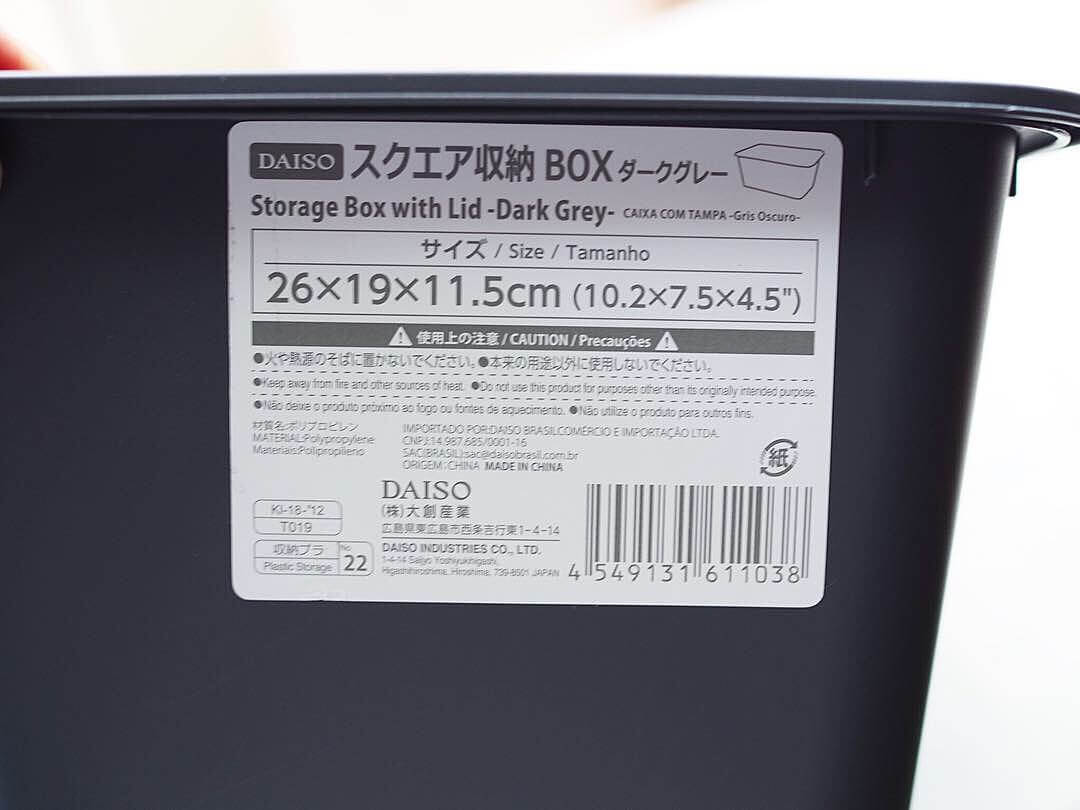 DAISO スクエア収納 BOX ダークグレー
Storage Box with Lid -Dark Grey- CAIXA COM TAMPA -Gris Oscuro-
サイズ / Size / Tamanho
26×19×11.5cm (10.2×7.5×4.5")
使用上の注意 / CAUTION / Precauções
●火や熱源のそばに置かないでください。●本来の用途以外に使用しないでください。
●Keep away from fire and other sources of heat. ●Do not use this product for purposes other than its originally intended purpose.
●Não deixe o produto próximo ao fogo ou fontes de aquecimento. ●Não utilize o produto para outros fins.
材質名:ポリプロピレン
MATERIAL:Polypropylene
Materiais:Polipropileno
IMPORTADO POR:DAISO BRASILCOMÉRCIO E IMPORTAÇÃO LTDA.
CNPJ:14.987.685/0001-16
SAC(BRASIL):sac@daisobrasil.com.br
ORIGEM:CHINA MADE IN CHINA
紙
KJ-18-'12
T019
収納プラ
Plastic Storage
No.
22
DAISO
(株)大創産業
広島県東広島市西条吉行東1-4-14
DAISO INDUSTRIES CO., LTD.
1-4-14 Saijyo Yoshiyukihigashi,
Higashihiroshima, Hiroshima, 739-8501 JAPAN
4 549131 611038